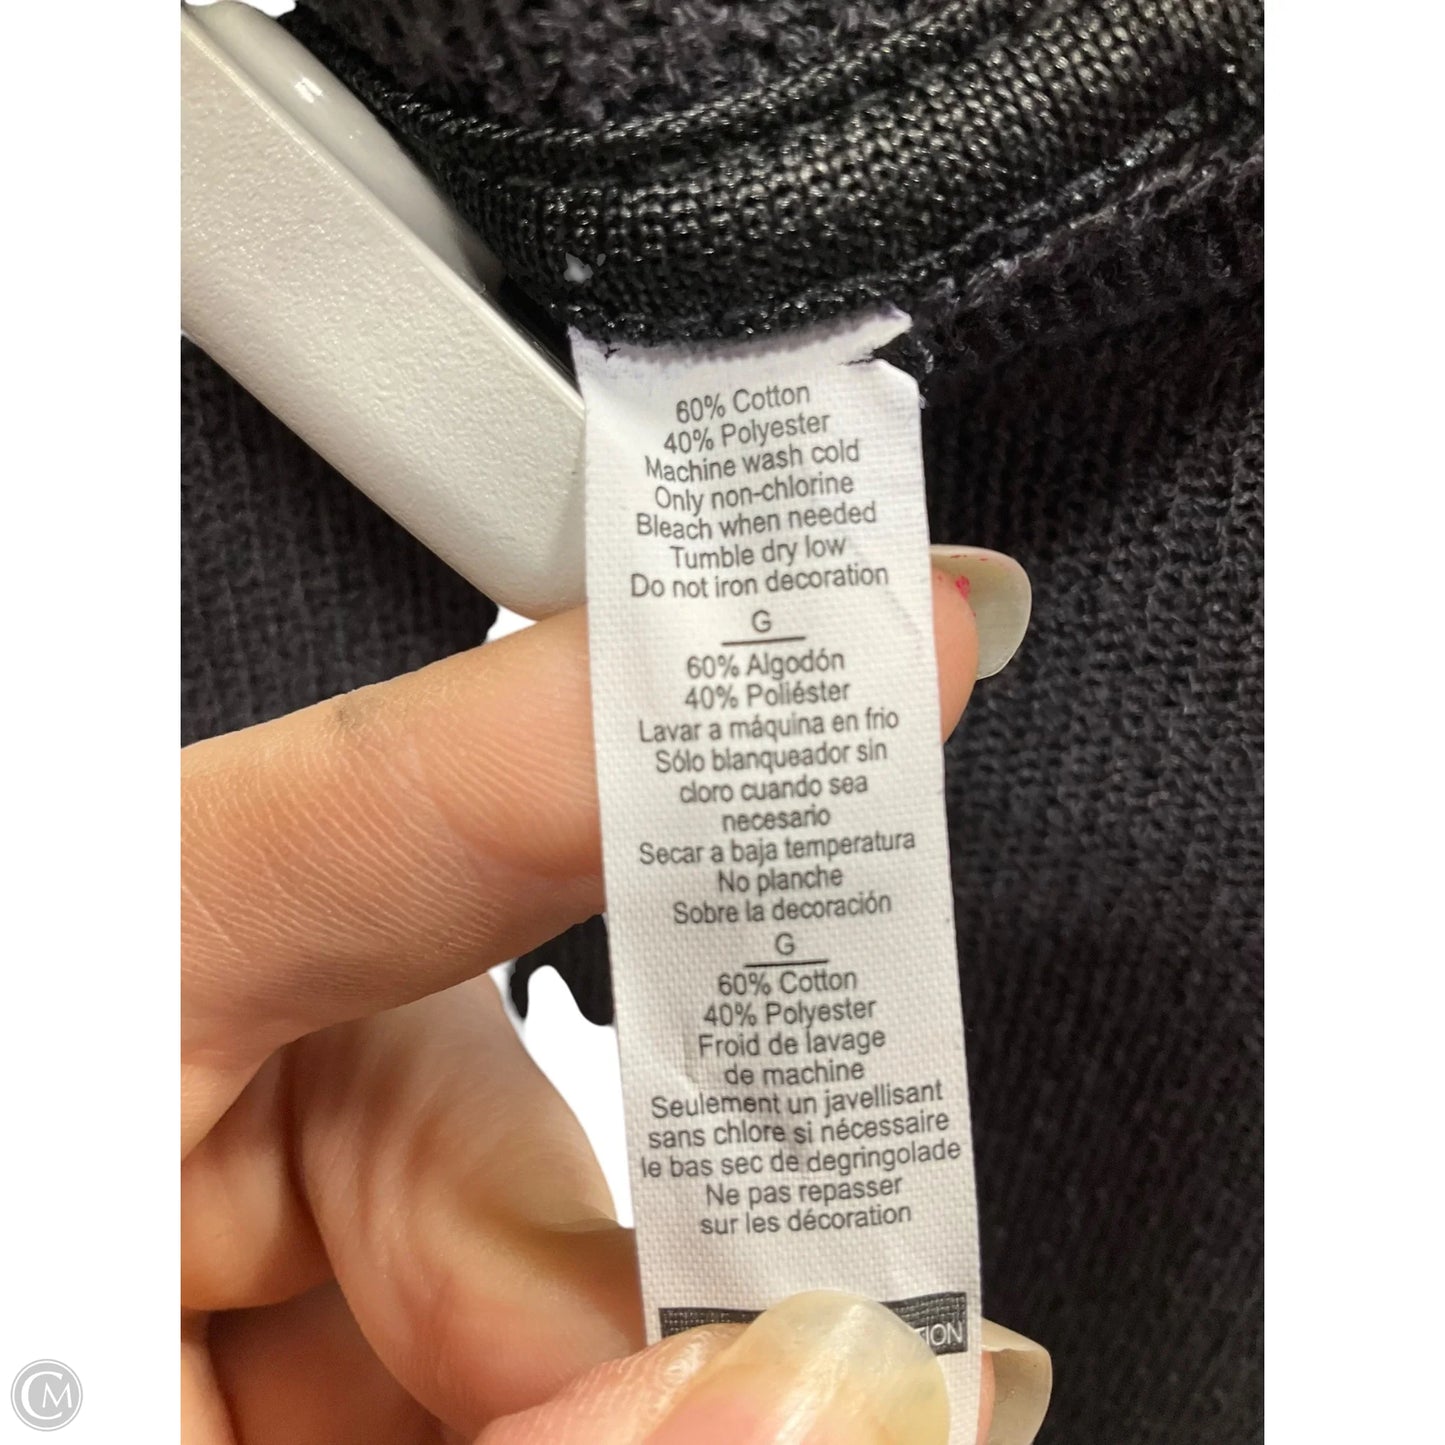 60% Cotton
40% Polyester
Machine wash cold
Only non-chlorine
Bleach when needed
Tumble dry low
Do not iron decoration
G
60% Algodón
40% Poliéster
Lavar a máquina en frio
Sólo blanqueador sin
cloro cuando sea
necesario
Secar a baja temperatura
No planche
Sobre la decoración
G
60% Cotton
40% Polyester
Froid de lavage
de machine
Seulement un javellisant
sans chlore si nécessaire
le bas sec de degringolade
Ne pas repasser
sur les décoration
CM